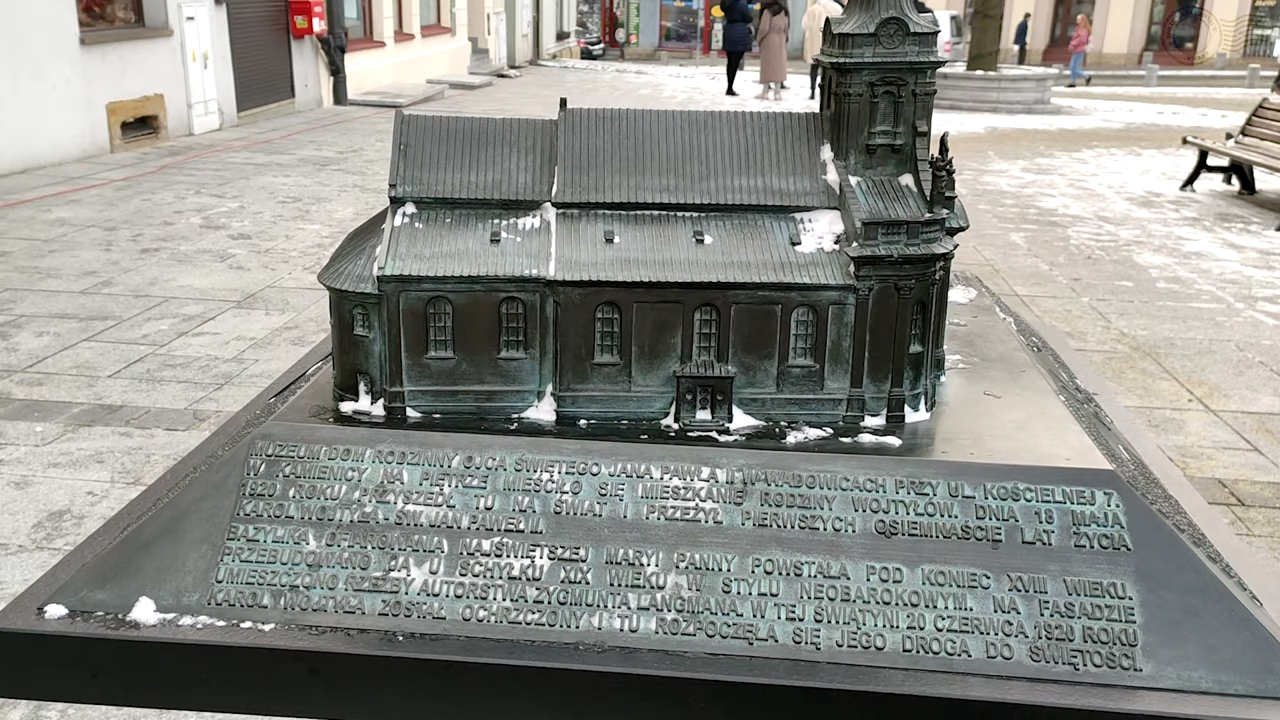 MUZEUM DOM RODZINNY OJCA ŚWIĘTEGO JANA PAWŁA II W WADOWICACH PRZY UL. KOŚCIELNEJ 7.
W KAMIENICY NA PIĘTRZE MIEŚCIŁO SIĘ MIESZKANIE RODZINY WOJTYŁÓW. DNIA 18 MAJA
1920 ROKU PRZYSZEDŁ TU NA ŚWIAT I PRZEŻYŁ PIERWSZYCH OSIEMNAŚCIE LAT ŻYCIA
KAROL WOJTYŁA, ŚW. JAN PAWEŁ II.
BAZYLIKA OFIAROWANIA NAJŚWIĘTSZEJ MARYI PANNY POWSTAŁA POD KONIEC XVIII WIEKU.
PRZEBUDOWANO JĄ U SCHYŁKU XIX WIEKU W STYLU NEOBAROKOWYM. NA FASADZIE
UMIESZCZONO RZEŹBY AUTORSTWA ZYGMUNTA LANGMANA. W TEJ ŚWIĄTYNI 20 CZERWCA 1920 ROKU
KAROL WOJTYŁA ZOSTAŁ OCHRZCZONY I TU ROZPOCZĘŁA SIĘ JEGO DROGA DO ŚWIĘTOŚCI.